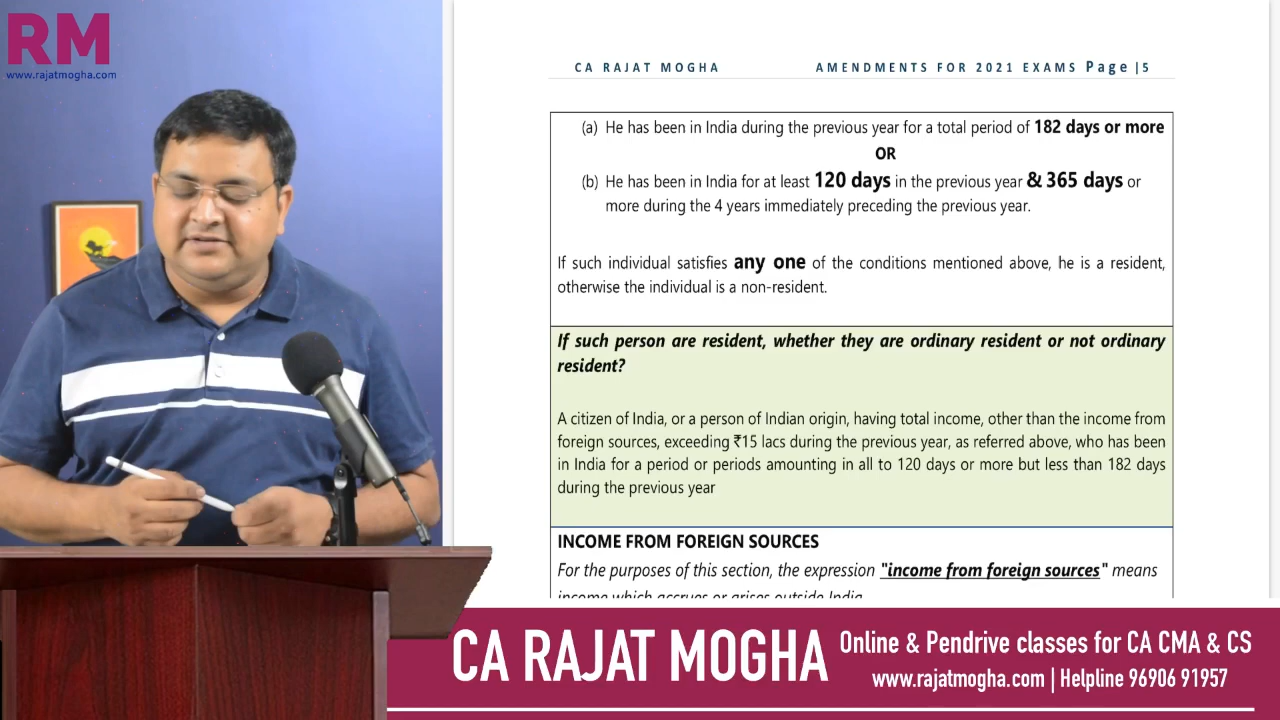 RM
www.rajatmogha.com
CA RAJAT MOGHA AMENDMENTS FOR 2021 EXAMS Page |5
(a) He has been in India during the previous year for a total period of 182 days or more
OR
(b) He has been in India for at least 120 days in the previous year & 365 days or
more during the 4 years immediately preceding the previous year.
If such individual satisfies any one of the conditions mentioned above, he is a resident,
otherwise the individual is a non-resident.
If such person are resident, whether they are ordinary resident or not ordinary
resident?
A citizen of India, or a person of Indian origin, having total income, other than the income from
foreign sources, exceeding ₹15 lacs during the previous year, as referred above, who has been
in India for a period or periods amounting in all to 120 days or more but less than 182 days
during the previous year
INCOME FROM FOREIGN SOURCES
For the purposes of this section, the expression "income from foreign sources" means
income which accrues or arises outside India
CA RAJAT MOGHA
Online & Pendrive classes for CA CMA & CS
www.rajatmogha.com | Helpline 96906 91957